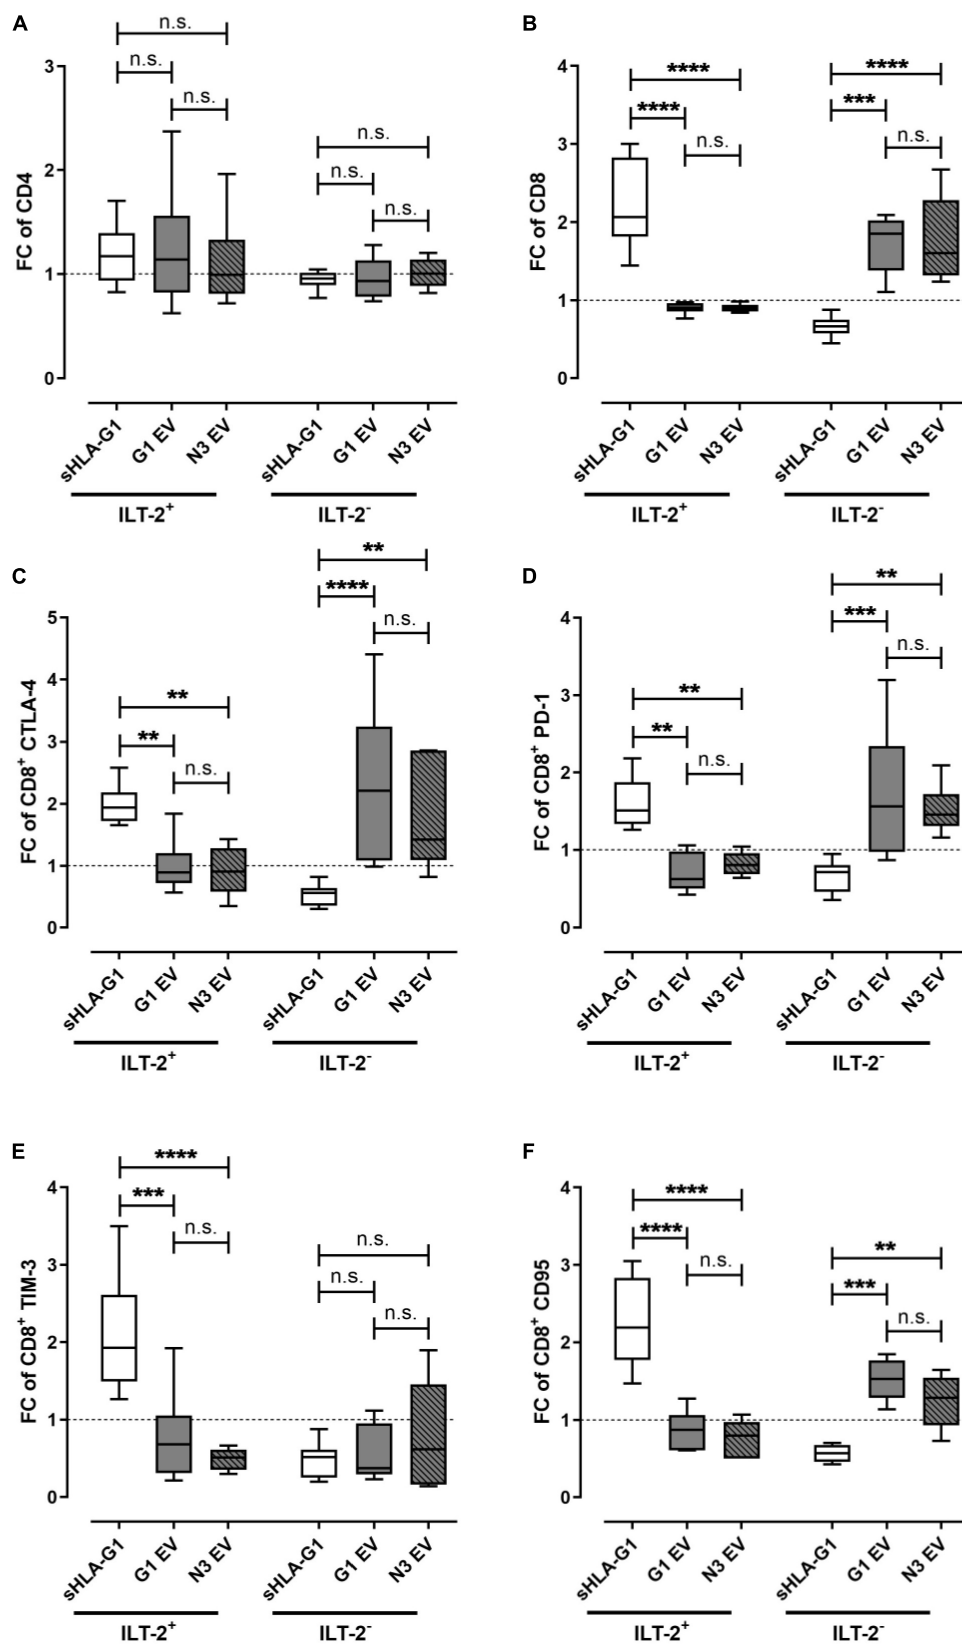 A
n.s.
n.s.
n.s.
n.s.
n.s.
n.s.
FC of CD4
3
2
1
0
sHLA-G1 G1 EV N3 EV sHLA-G1 G1 EV N3 EV
ILT-2⁺ ILT-2⁻
B
****
****
n.s.
****
***
n.s.
FC of CD8
4
3
2
1
0
sHLA-G1 G1 EV N3 EV sHLA-G1 G1 EV N3 EV
ILT-2⁺ ILT-2⁻
C
**
****
n.s.
**
**
n.s.
FC of CD8⁺ CTLA-4
5
4
3
2
1
0
sHLA-G1 G1 EV N3 EV sHLA-G1 G1 EV N3 EV
ILT-2⁺ ILT-2⁻
D
**
***
n.s.
**
**
n.s.
FC of CD8⁺ PD-1
4
3
2
1
0
sHLA-G1 G1 EV N3 EV sHLA-G1 G1 EV N3 EV
ILT-2⁺ ILT-2⁻
E
****
***
n.s.
n.s.
n.s.
n.s.
FC of CD8⁺ TIM-3
4
3
2
1
0
sHLA-G1 G1 EV N3 EV sHLA-G1 G1 EV N3 EV
ILT-2⁺ ILT-2⁻
F
****
****
n.s.
**
***
n.s.
FC of CD8⁺ CD95
4
3
2
1
0
sHLA-G1 G1 EV N3 EV sHLA-G1 G1 EV N3 EV
ILT-2⁺ ILT-2⁻